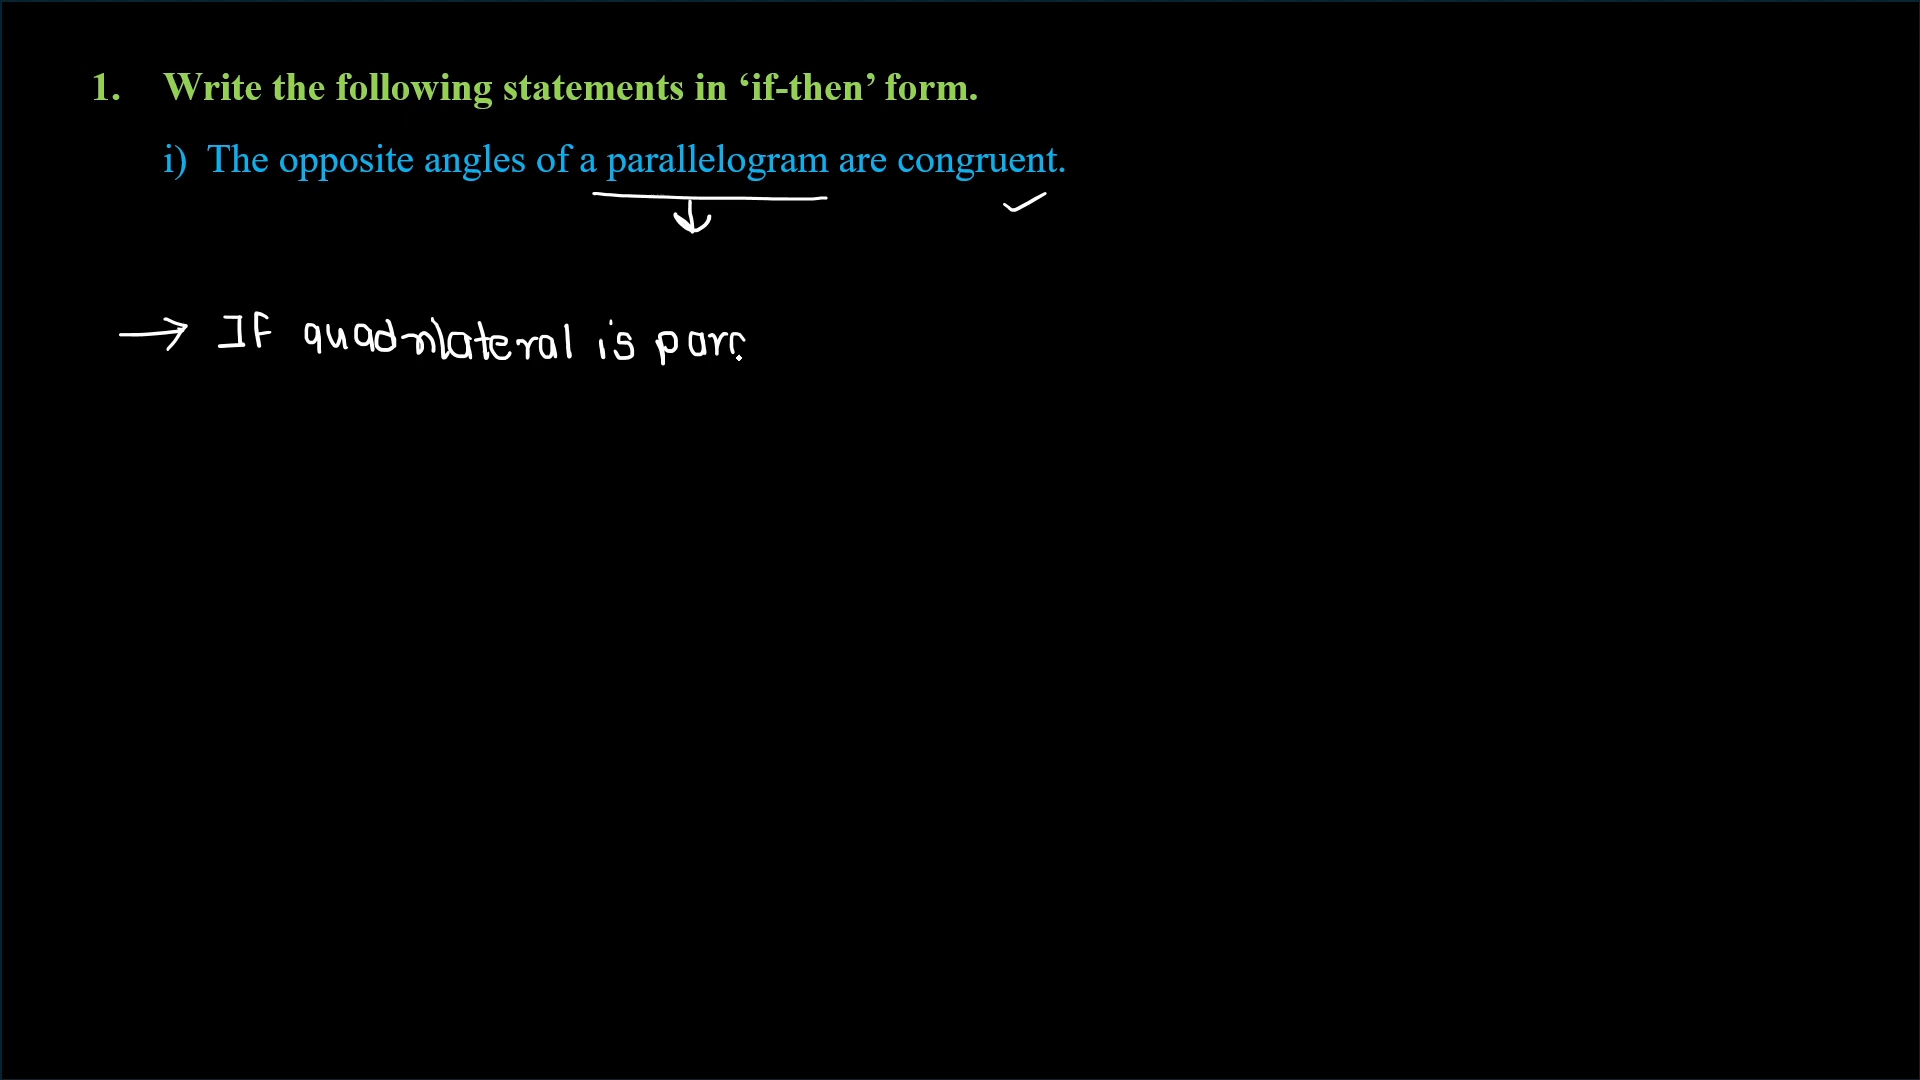 1. Write the following statements in ‘if-then’ form.
i) The opposite angles of a parallelogram are congruent.
→ If quadrilateral is para